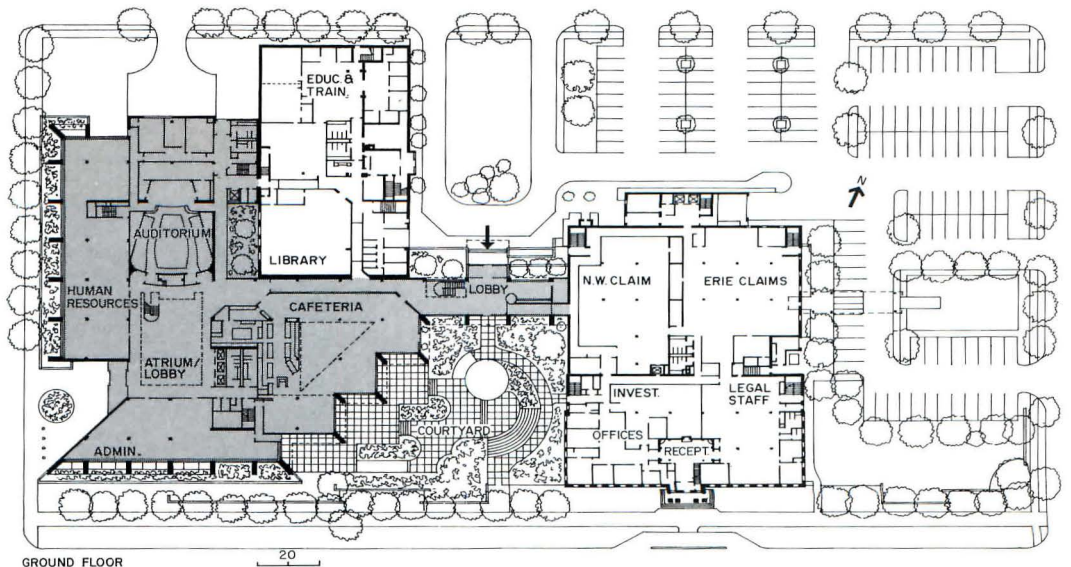 EDUC. &
TRAIN.
N
AUDITORIUM
LIBRARY
LOBBY
N.W. CLAIM
ERIE CLAIMS
HUMAN
RESOURCES
CAFETERIA
ATRIUM/
LOBBY
INVEST.
LEGAL
STAFF
COURTYARD
OFFICES
RECEPT.
ADMIN.
GROUND FLOOR
20